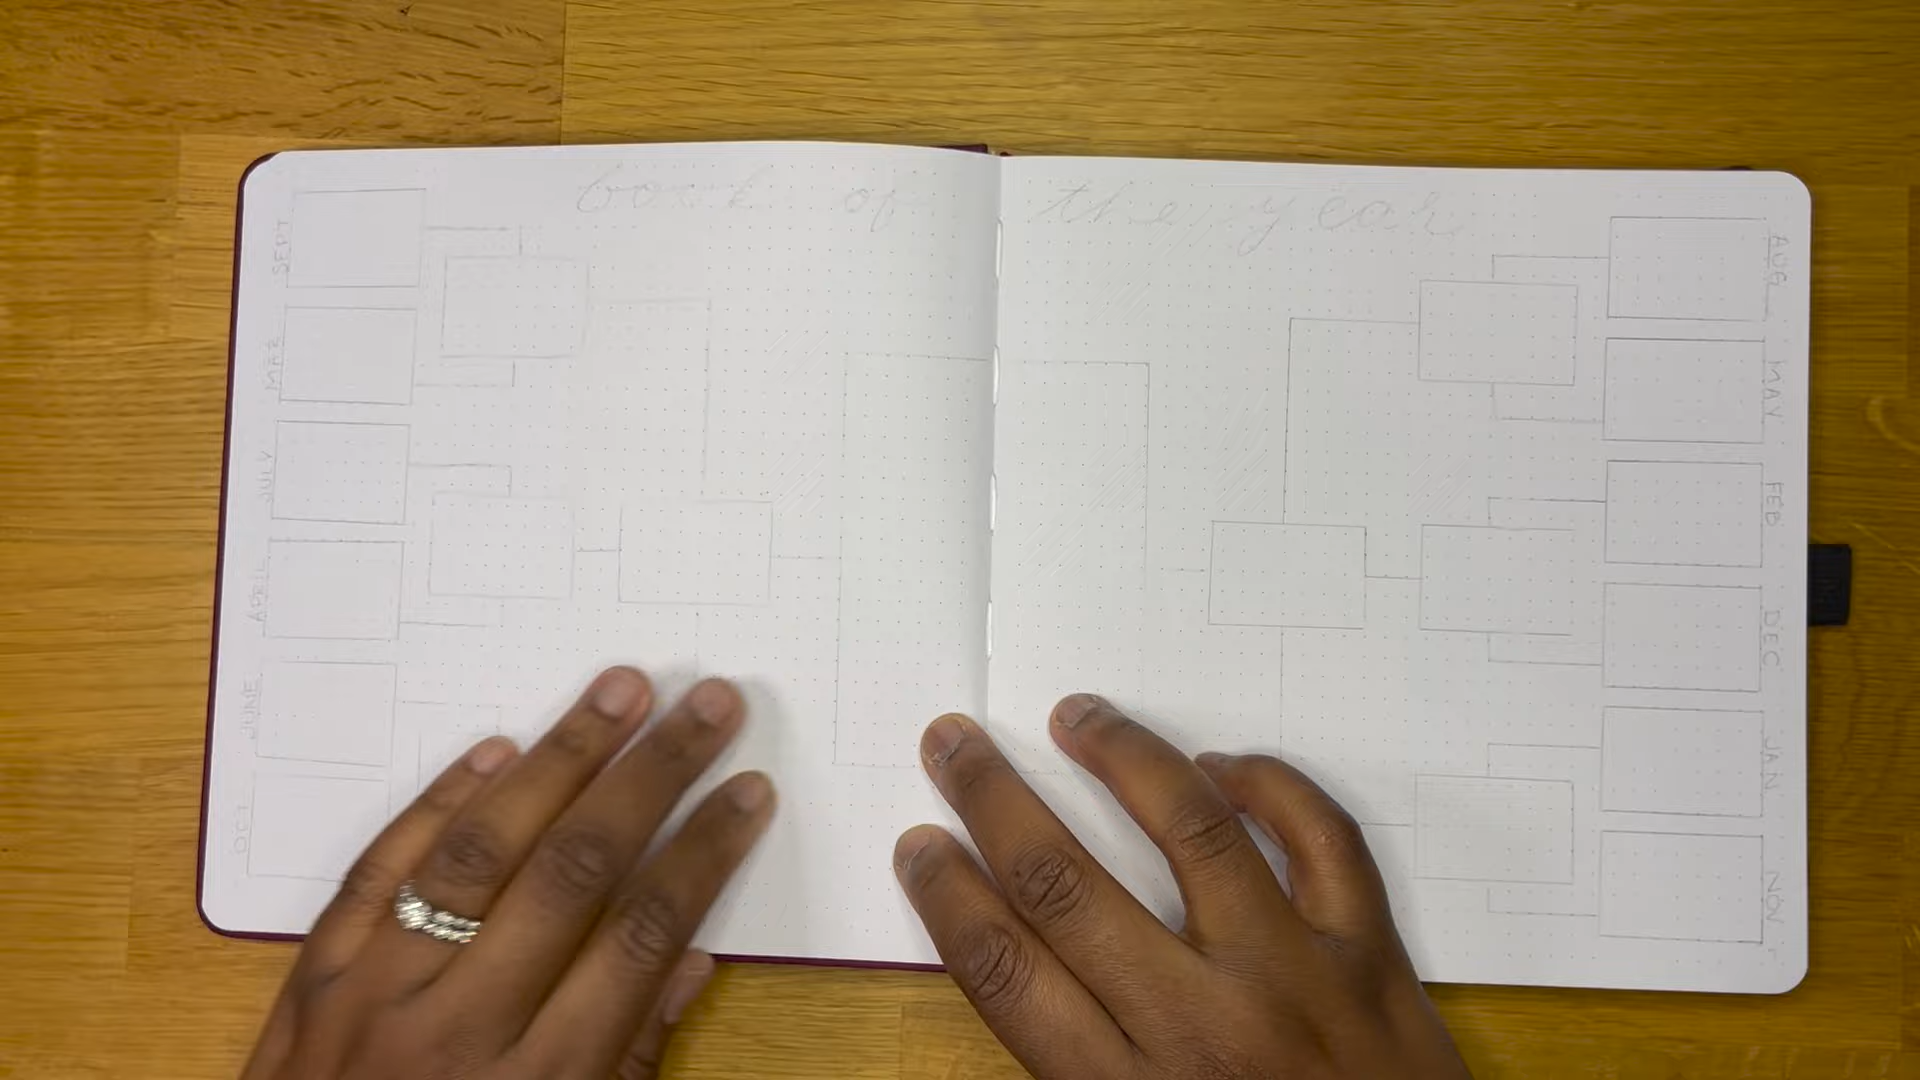 book of the year
SEPT
MAR
JULY
APRIL
JUNE
OCT
AUG
MAY
FEB
DEC
JAN
NOV